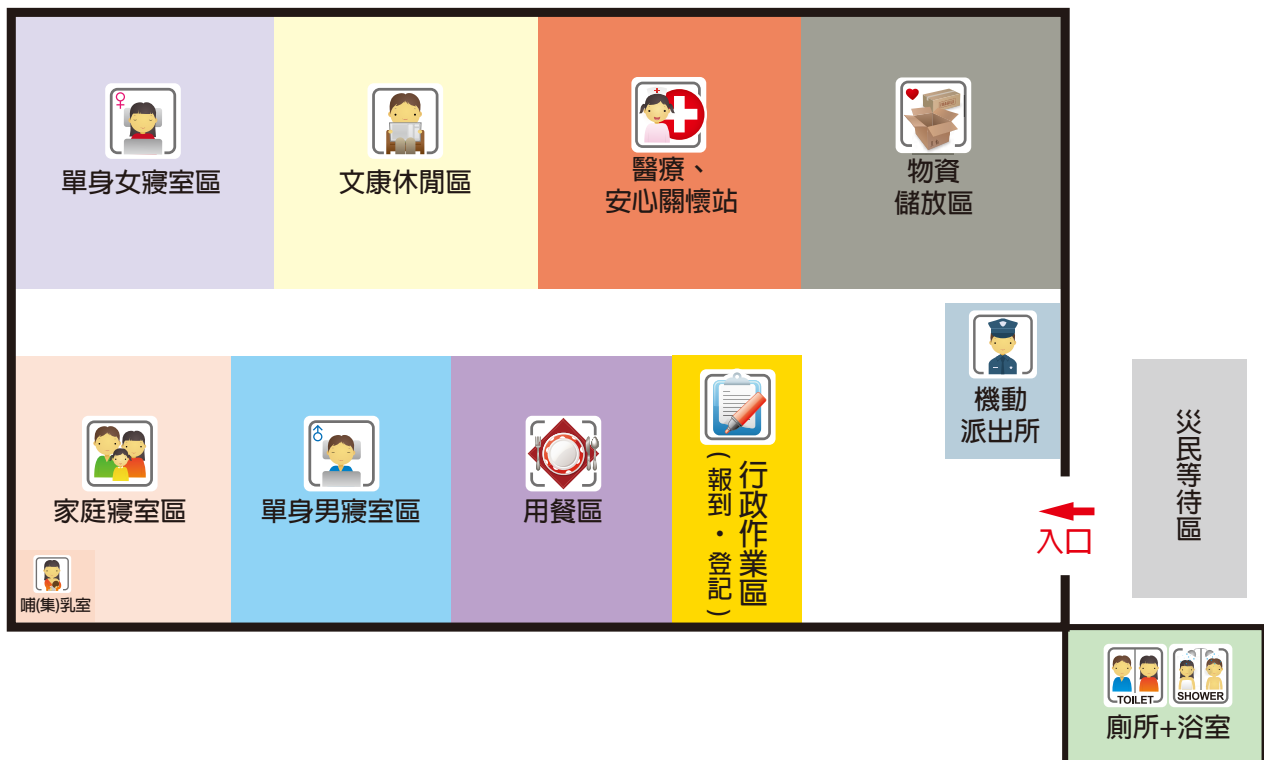 單身女寢室區
文康休閒區
醫療、
安心關懷站
物資
儲放區
機動
派出所
災民等待區
家庭寢室區
單身男寢室區
用餐區
行政作業區
(報到・登記)
入口
哺(集)乳室
TOILET
SHOWER
廁所+浴室